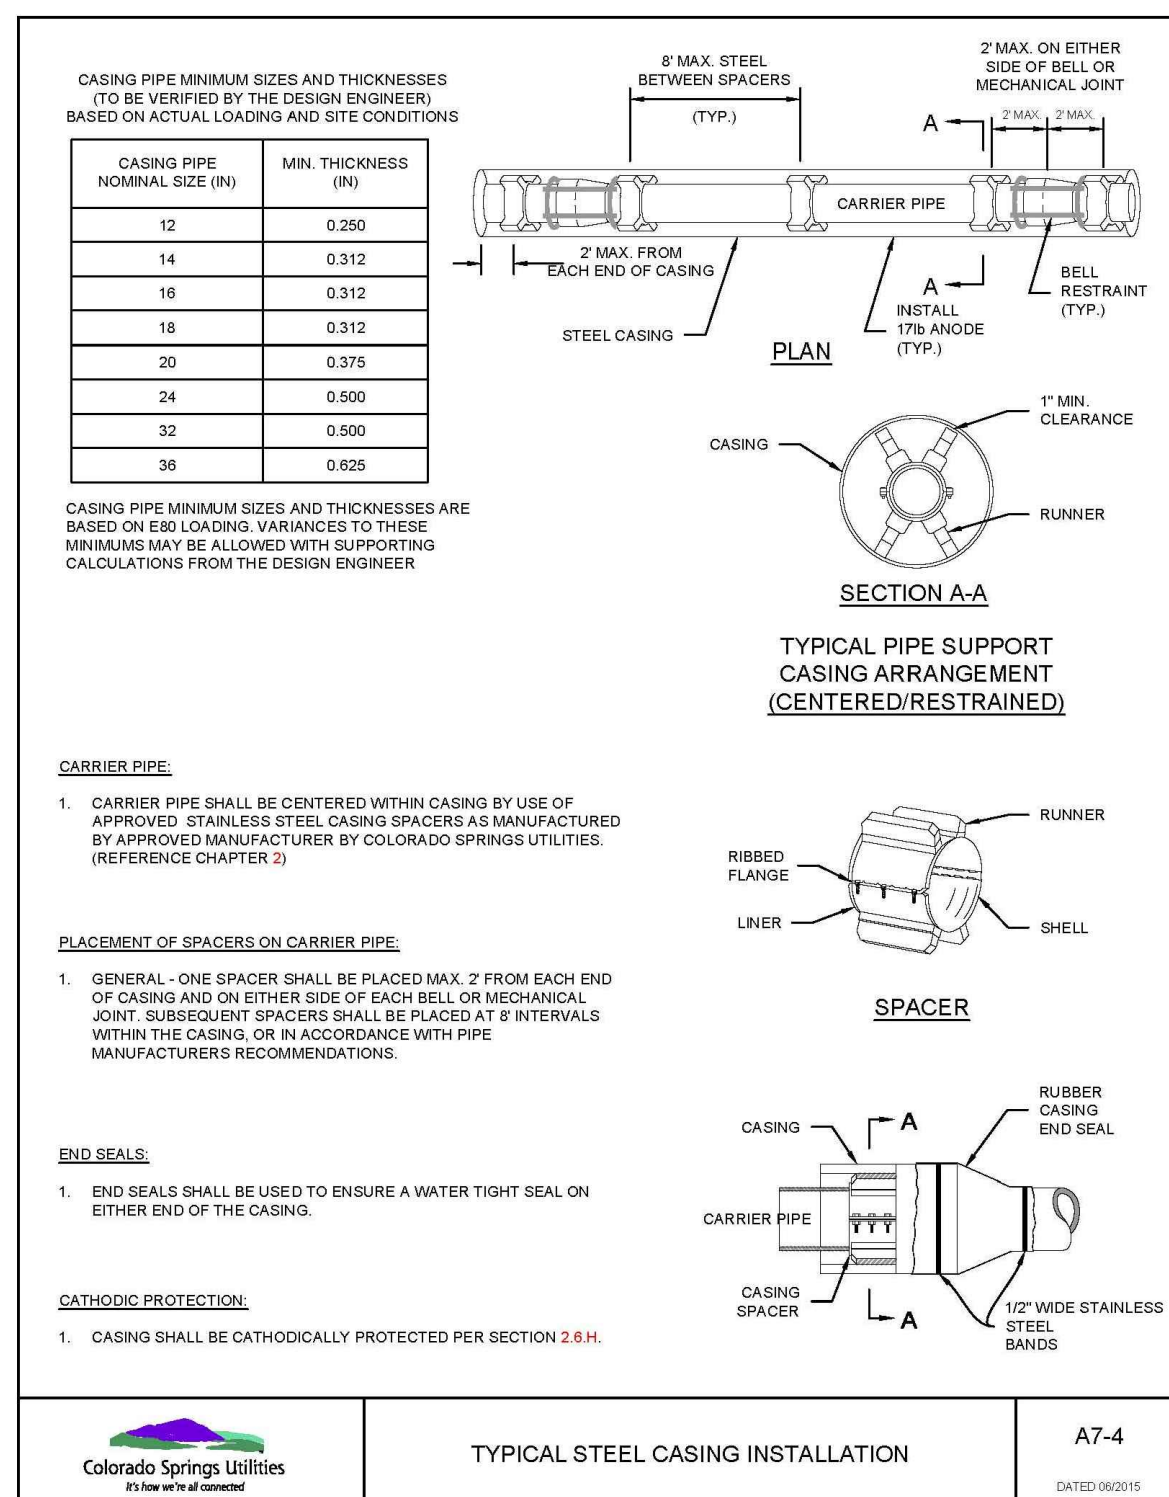 CASING PIPE MINIMUM SIZES AND THICKNESSES
(TO BE VERIFIED BY THE DESIGN ENGINEER)
BASED ON ACTUAL LOADING AND SITE CONDITIONS
CASING PIPE NOMINAL SIZE (IN) MIN. THICKNESS (IN)
12 0.250
14 0.312
16 0.312
18 0.312
20 0.375
24 0.500
32 0.500
36 0.625
CASING PIPE MINIMUM SIZES AND THICKNESSES ARE
BASED ON E80 LOADING. VARIANCES TO THESE
MINIMUMS MAY BE ALLOWED WITH SUPPORTING
CALCULATIONS FROM THE DESIGN ENGINEER
8' MAX. STEEL
BETWEEN SPACERS
(TYP.)
2' MAX. ON EITHER
SIDE OF BELL OR
MECHANICAL JOINT
A
2' MAX. 2' MAX.
CARRIER PIPE
2' MAX. FROM
EACH END OF CASING
A
BELL
RESTRAINT
(TYP.)
STEEL CASING
INSTALL
17lb ANODE
(TYP.)
PLAN
1" MIN.
CLEARANCE
CASING
RUNNER
SECTION A-A
TYPICAL PIPE SUPPORT
CASING ARRANGEMENT
(CENTERED/RESTRAINED)
CARRIER PIPE:
1. CARRIER PIPE SHALL BE CENTERED WITHIN CASING BY USE OF
APPROVED STAINLESS STEEL CASING SPACERS AS MANUFACTURED
BY APPROVED MANUFACTURER BY COLORADO SPRINGS UTILITIES.
(REFERENCE CHAPTER 2)
PLACEMENT OF SPACERS ON CARRIER PIPE:
1. GENERAL - ONE SPACER SHALL BE PLACED MAX. 2' FROM EACH END
OF CASING AND ON EITHER SIDE OF EACH BELL OR MECHANICAL
JOINT. SUBSEQUENT SPACERS SHALL BE PLACED AT 8' INTERVALS
WITHIN THE CASING, OR IN ACCORDANCE WITH PIPE
MANUFACTURERS RECOMMENDATIONS.
END SEALS:
1. END SEALS SHALL BE USED TO ENSURE A WATER TIGHT SEAL ON
EITHER END OF THE CASING.
CATHODIC PROTECTION:
1. CASING SHALL BE CATHODICALLY PROTECTED PER SECTION 2.6.H.
RUNNER
RIBBED
FLANGE
LINER
SHELL
SPACER
RUBBER
CASING
END SEAL
CASING
A
CARRIER PIPE
CASING
SPACER
A
1/2" WIDE STAINLESS
STEEL
BANDS
Colorado Springs Utilities
It's how we're all connected
TYPICAL STEEL CASING INSTALLATION
A7-4
DATED 06/2015